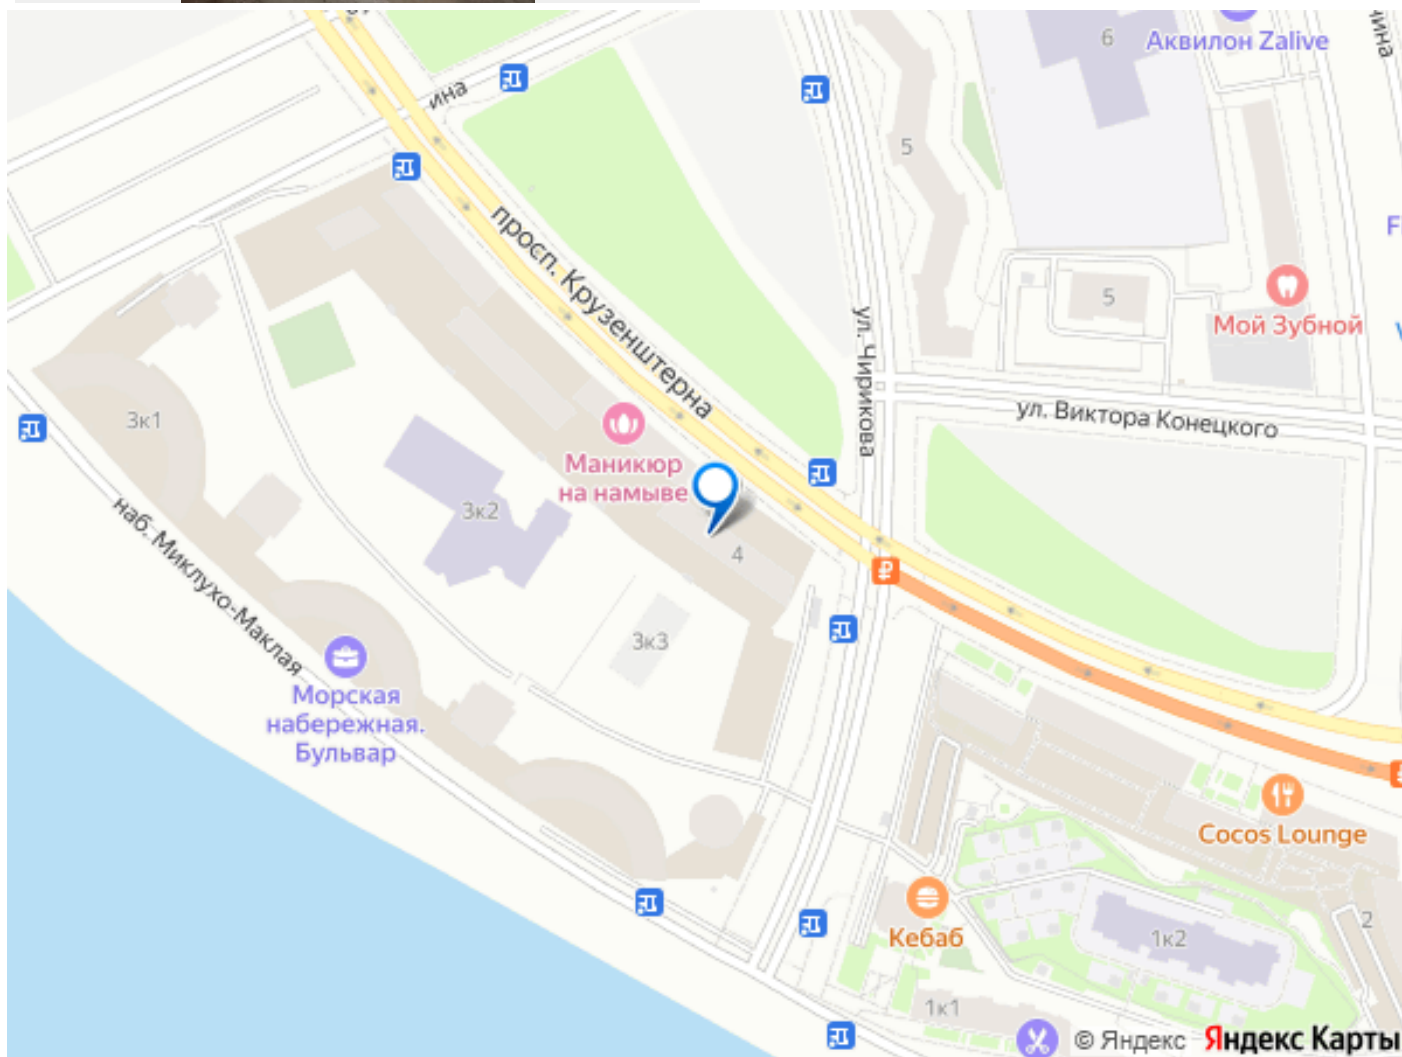 6
Аквилон Zalive
ина
чина
5
просп. Крузенштерна
5
Мой Зубной
ул. Чирикова
ул. Виктора Конецкого
3к1
Маникюр
на намыве
3к2
4
наб. Миклухо-Маклая
3к3
Морская
набережная.
Бульвар
Cocos Lounge
Кебаб
1к2
2
1к1
© Яндекс Яндекс Карты